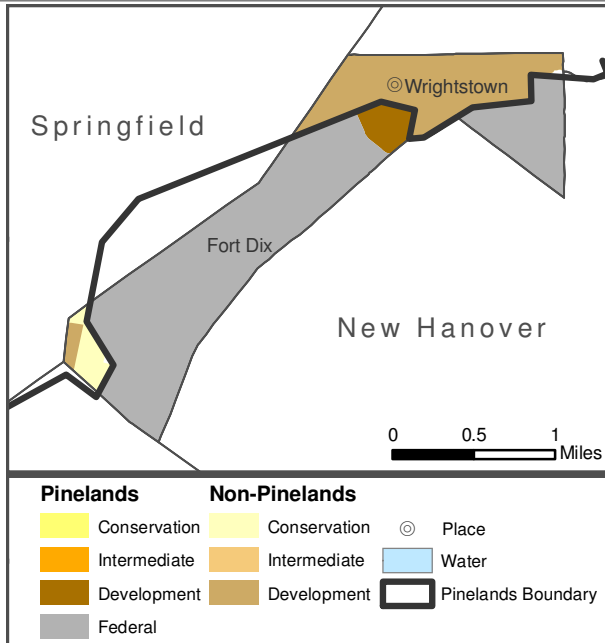 Wrightstown
Springfield
Fort Dix
New Hanover
0 0.5 1
Miles
Pinelands Non-Pinelands
Conservation Conservation Place
Intermediate Intermediate Water
Development Development Pinelands Boundary
Federal